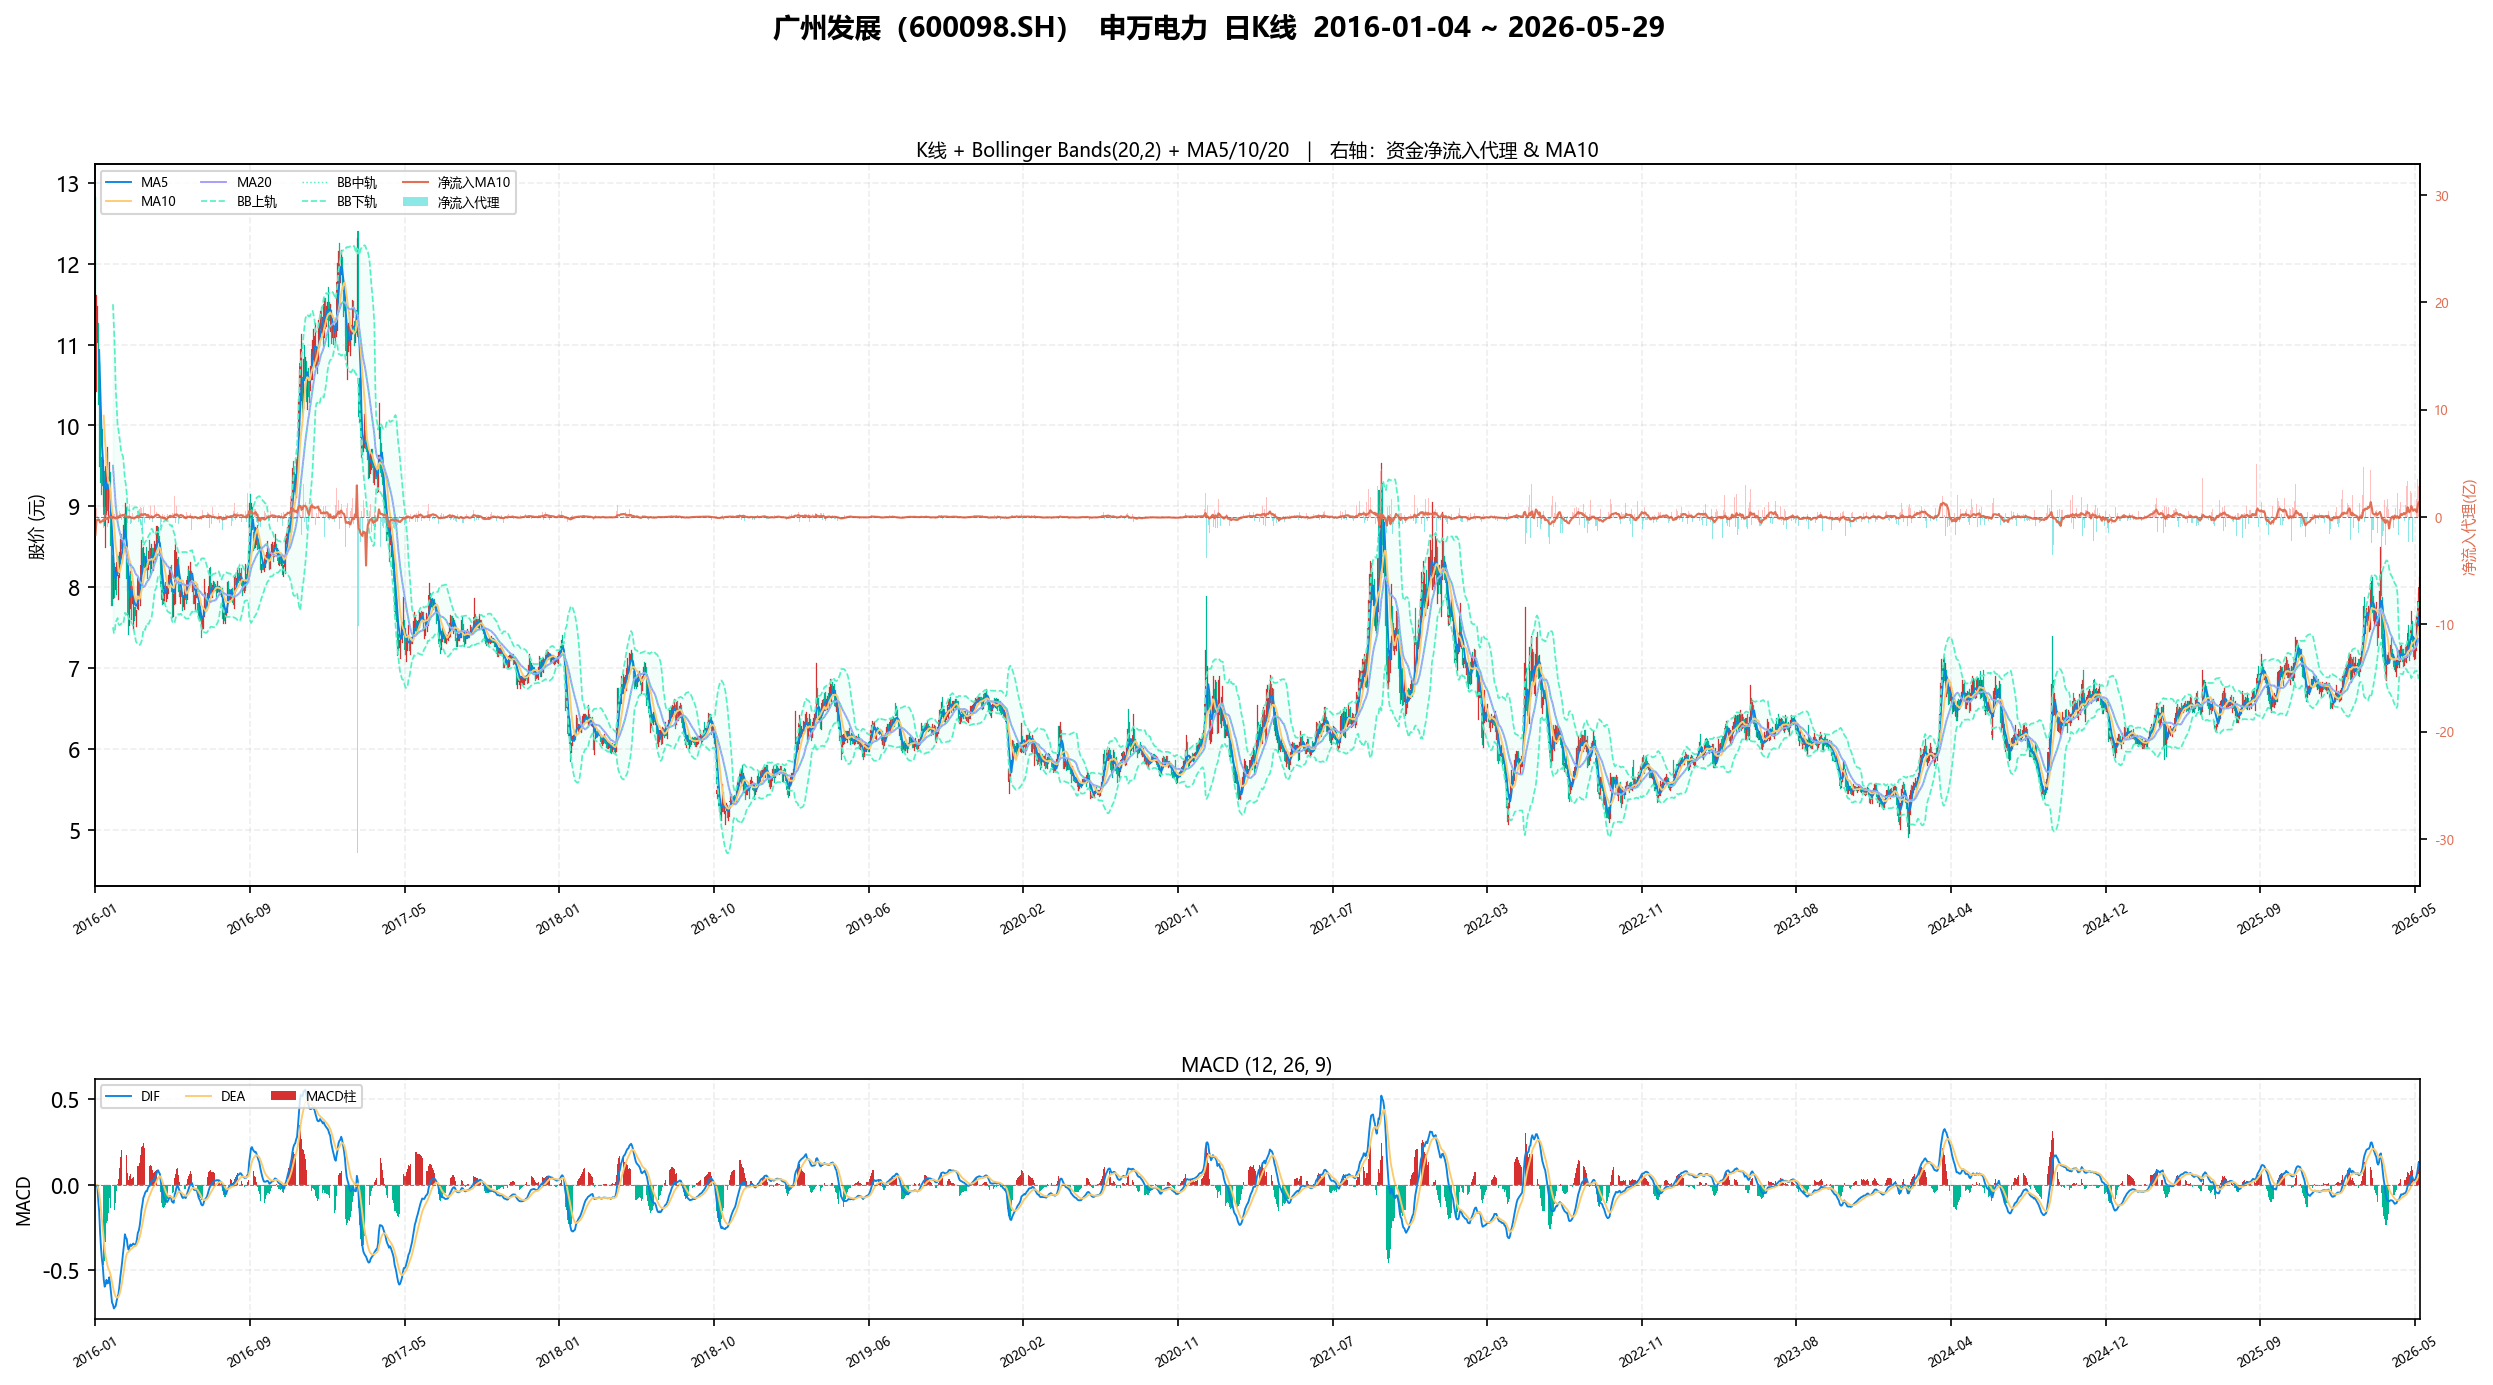 广州发展（600098.SH） 申万电力 日K线 2016-01-04 ~ 2026-05-29
K线 + Bollinger Bands(20,2) + MA5/10/20 | 右轴：资金净流入代理 & MA10
MA5 MA20 BB中轨 净流入MA10
MA10 BB上轨 BB下轨 净流入代理
股价 (元)
13
12
11
10
9
8
7
6
5
30
20
10
0
-10
-20
-30
净流入代理(亿)
2016-01 2016-09 2017-05 2018-01 2018-10 2019-06 2020-02 2020-11 2021-07 2022-03 2022-11 2023-08 2024-04 2024-12 2025-09 2026-05
MACD (12, 26, 9)
DIF DEA MACD柱
MACD
0.5
0.0
-0.5
2016-01 2016-09 2017-05 2018-01 2018-10 2019-06 2020-02 2020-11 2021-07 2022-03 2022-11 2023-08 2024-04 2024-12 2025-09 2026-05